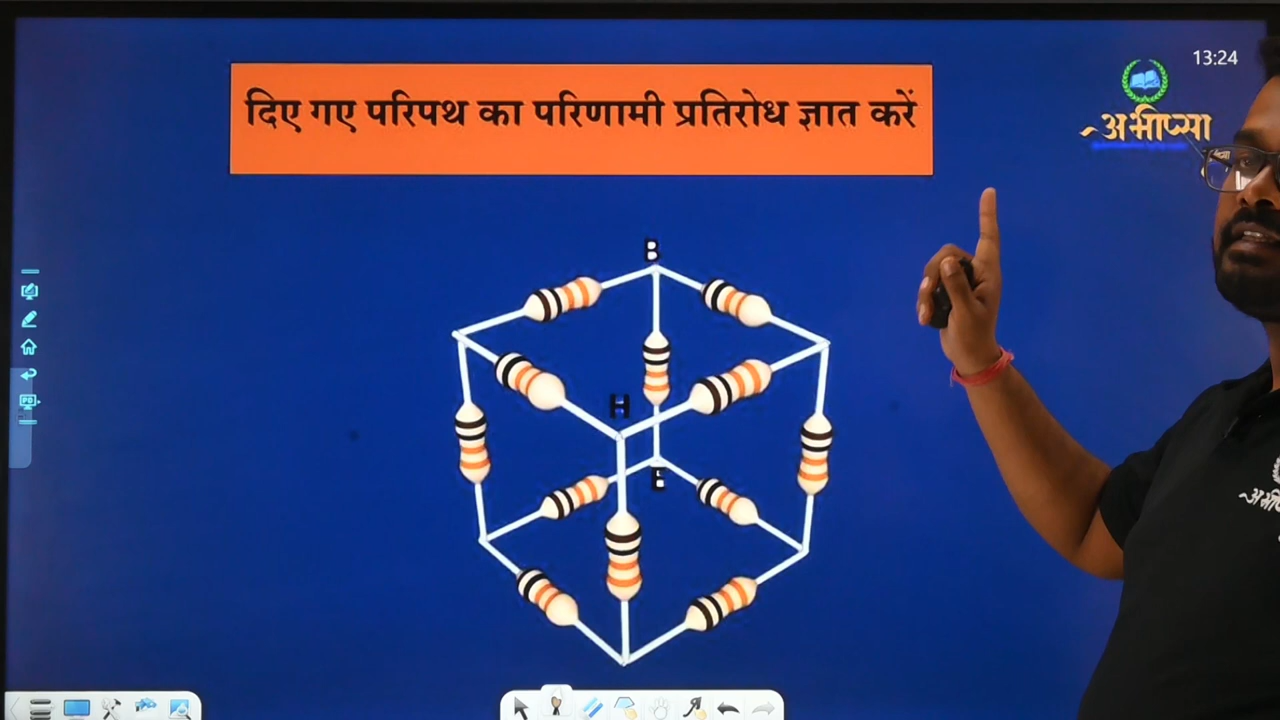 13:24
अभीप्सा
दिए गए परिपथ का परिणामी प्रतिरोध ज्ञात करें
B
H
E